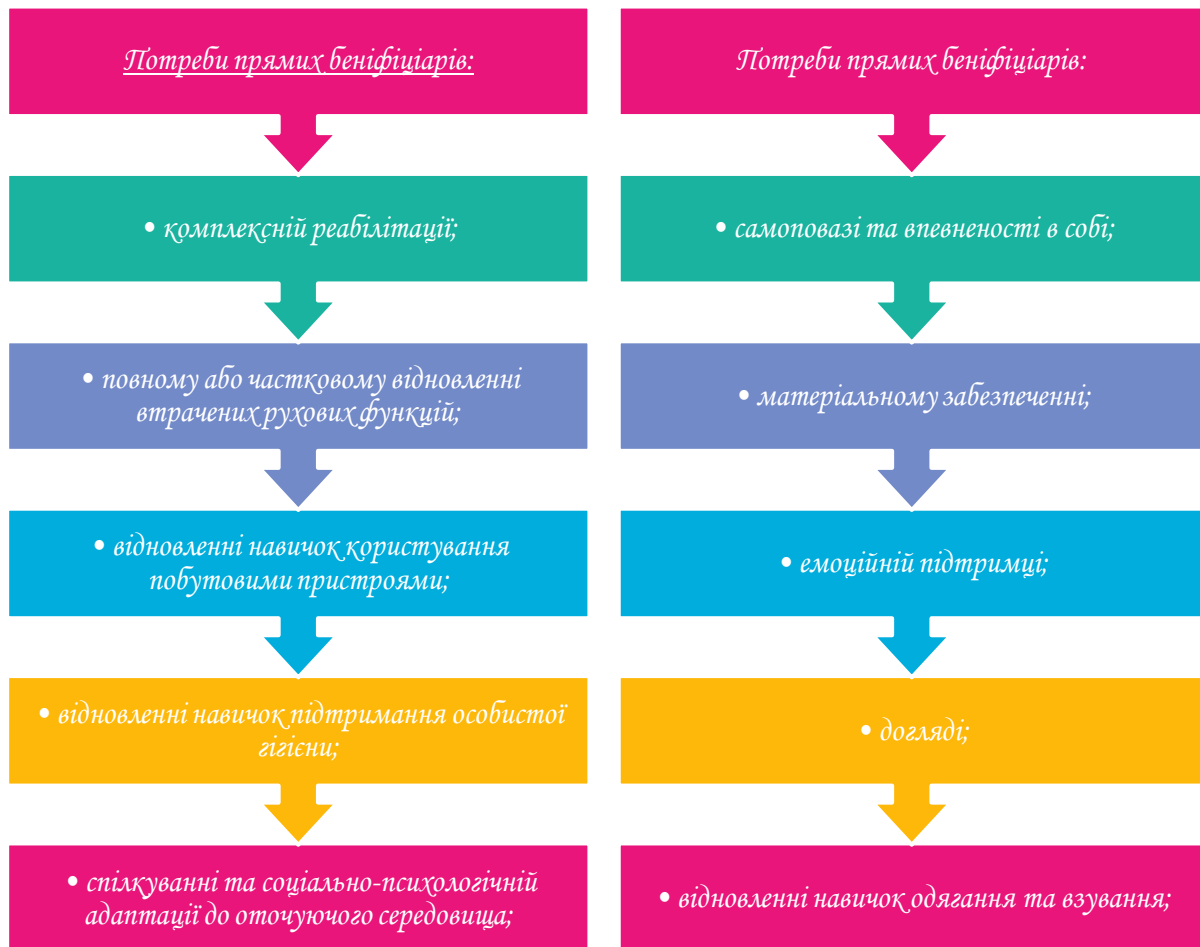 Потреби прямих беніфіціарів:
• комплексній реабілітації;
• повному або частковому відновленні
втрачених рухових функцій;
• відновленні навичок користування
побутовими пристроями;
• відновленні навичок підтримання особистої
гігієни;
• спілкуванні та соціально-психологічній
адаптації до оточуючого середовища;
Потреби прямих беніфіціарів:
• самоповазі та впевненості в собі;
• матеріальному забезпеченні;
• емоційній підтримці;
• догляді;
• відновленні навичок одягання та взування;